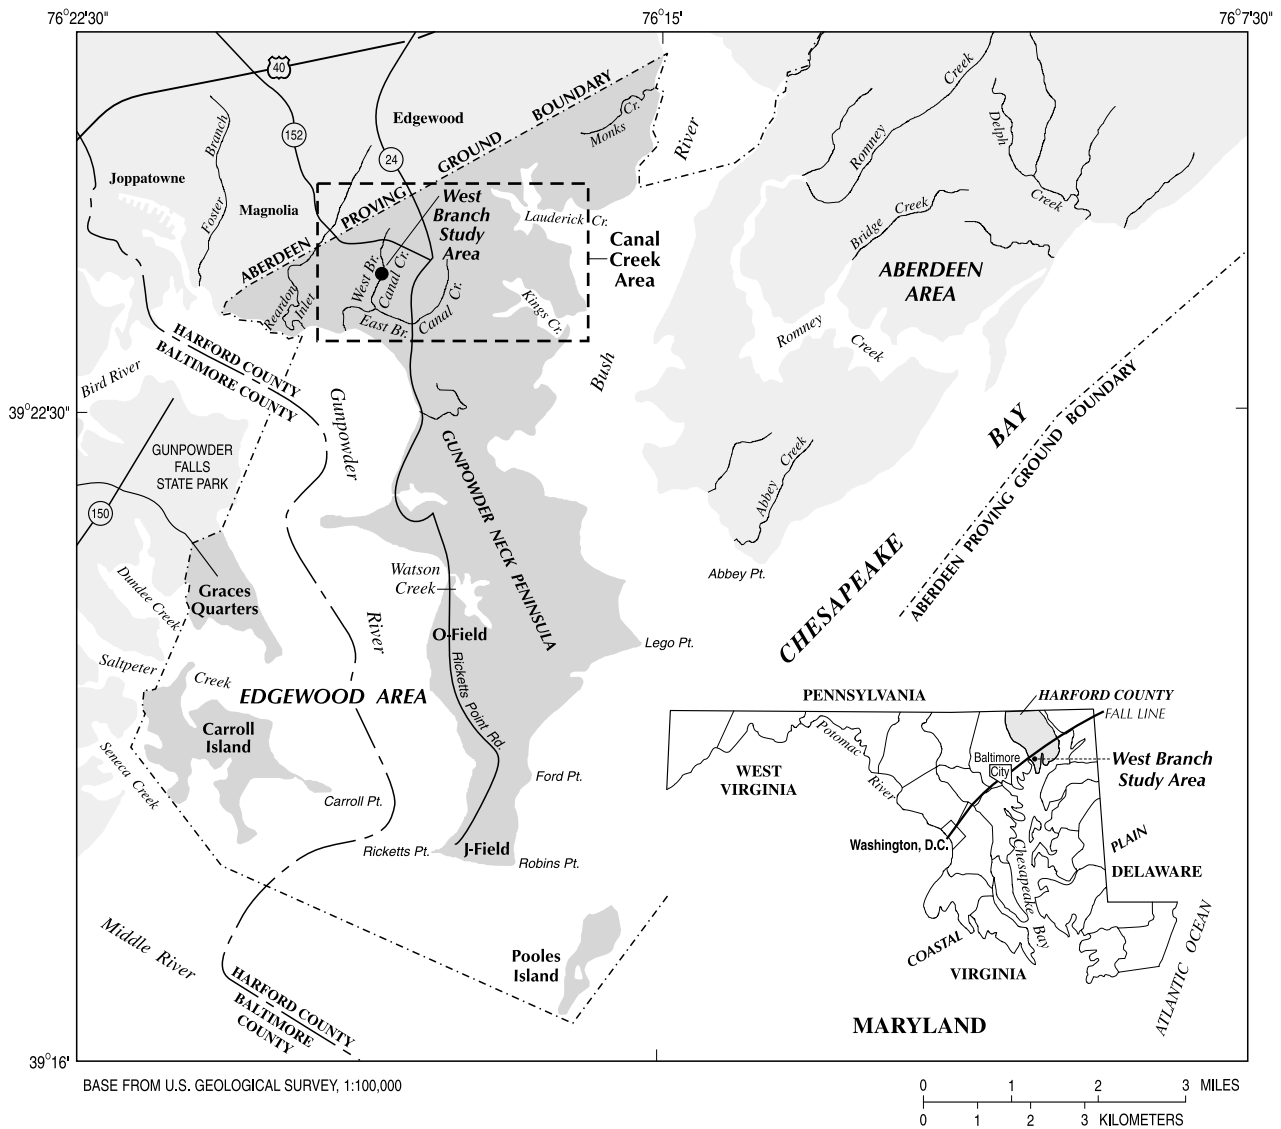 76°22'30"
76°15'
76°7'30"
40
152
Edgewood
24
Joppatowne
Magnolia
Foster
Branch
ABERDEEN PROVING GROUND BOUNDARY
Monks Cr.
River
Romney
Creek
Delph
Creek
Bridge Creek
West
Branch
Study
Area
Lauderick Cr.
Canal
Creek
Area
ABERDEEN
AREA
West Br.
Canal Cr.
Reardon
Inlet
East Br.
Canal Cr.
Kings Cr.
Romney
Creek
HARFORD COUNTY
BALTIMORE COUNTY
Bird River
Bush
39°22'30"
Gunpowder
GUNPOWDER
FALLS
STATE PARK
150
GUNPOWDER NECK PENINSULA
Abbey
Creek
BAY
ABERDEEN PROVING GROUND BOUNDARY
Abbey Pt.
CHESAPEAKE
Watson
Creek
Graces
Quarters
Dundee Creek
River
O-Field
Lego Pt.
Saltpeter
Creek
EDGEWOOD AREA
Ricketts Point Rd.
Carroll
Island
Seneca Creek
Carroll Pt.
Ford Pt.
Ricketts Pt.
J-Field
Robins Pt.
Pooles
Island
Middle River
HARFORD COUNTY
BALTIMORE
COUNTY
PENNSYLVANIA
HARFORD COUNTY
FALL LINE
Potomac
River
WEST
VIRGINIA
Baltimore
City
West Branch
Study Area
Washington, D.C.
Chesapeake
Bay
PLAIN
DELAWARE
COASTAL
VIRGINIA
ATLANTIC OCEAN
MARYLAND
39°16'
BASE FROM U.S. GEOLOGICAL SURVEY, 1:100,000
0 1 2 3 MILES
0 1 2 3 KILOMETERS